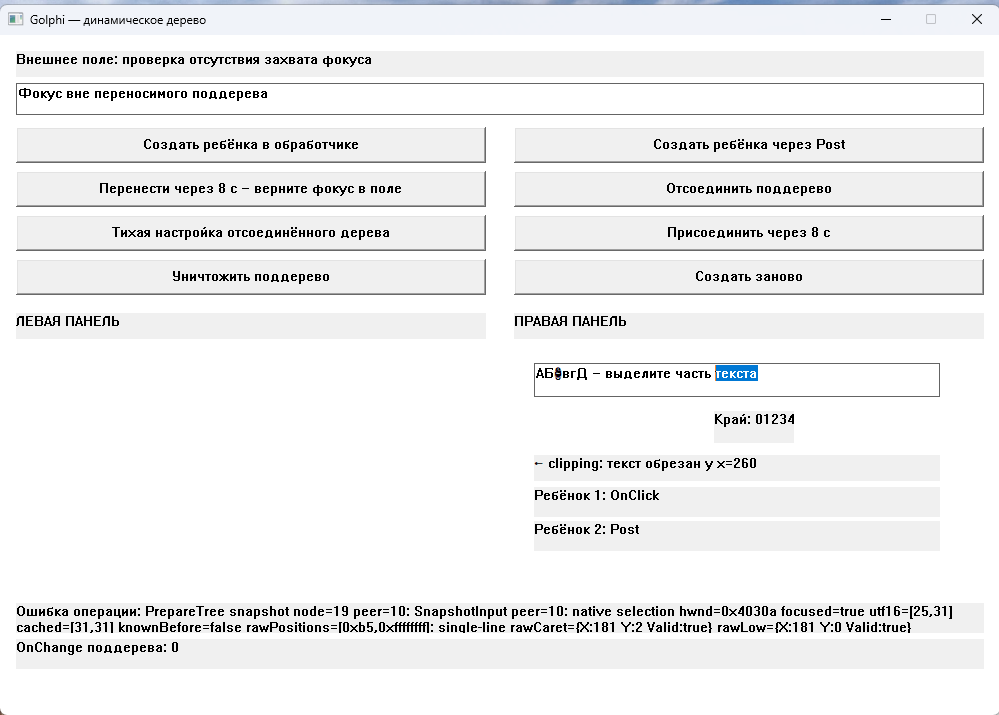 Golphi — динамическое дерево
Внешнее поле: проверка отсутствия захвата фокуса
Фокус вне переносимого поддерева
Создать ребёнка в обработчике
Создать ребёнка через Post
Перенести через 8 с – верните фокус в поле
Отсоединить поддерево
Тихая настройка отсоединённого дерева
Присоединить через 8 с
Уничтожить поддерево
Создать заново
ЛЕВАЯ ПАНЕЛЬ
ПРАВАЯ ПАНЕЛЬ
АБвгД – выделите часть текста
Край: 01234
← clipping: текст обрезан у x=260
Ребёнок 1: OnClick
Ребёнок 2: Post
Ошибка операции: PrepareTree snapshot node=19 peer=10: SnapshotInput peer=10: native selection hwnd=0x4030a focused=true utf16=[25,31]
cached=[31,31] knownBefore=false rawPositions=[0xb5,0xffffffff]: single-line rawCaret={X:181 Y:2 Valid:true} rawLow={X:181 Y:0 Valid:true}
OnChange поддерева: 0